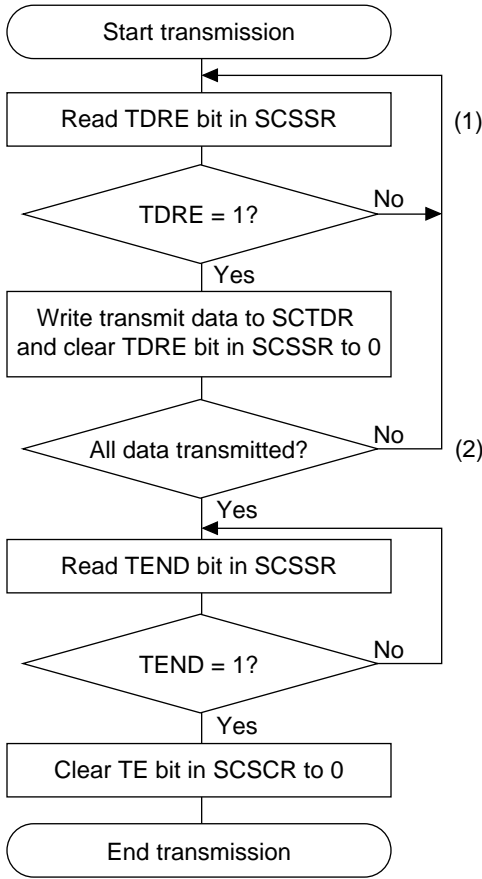 Start transmission
Read TDRE bit in SCSSR
(1)
TDRE = 1?
No
Yes
Write transmit data to SCTDR
and clear TDRE bit in SCSSR to 0
All data transmitted?
No
(2)
Yes
Read TEND bit in SCSSR
TEND = 1?
No
Yes
Clear TE bit in SCSCR to 0
End transmission